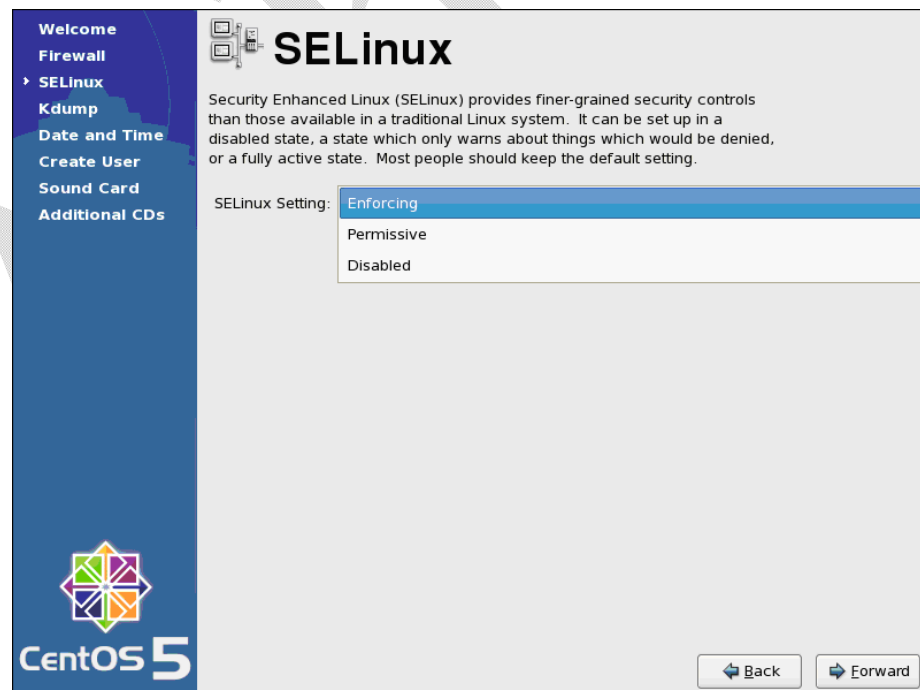 Welcome
Firewall
SELinux
Kdump
Date and Time
Create User
Sound Card
Additional CDs
SELinux
Security Enhanced Linux (SELinux) provides finer-grained security controls
than those available in a traditional Linux system.  It can be set up in a
disabled state, a state which only warns about things which would be denied,
or a fully active state.  Most people should keep the default setting.
SELinux Setting: Enforcing
Permissive
Disabled
CentOS 5
Back
Forward